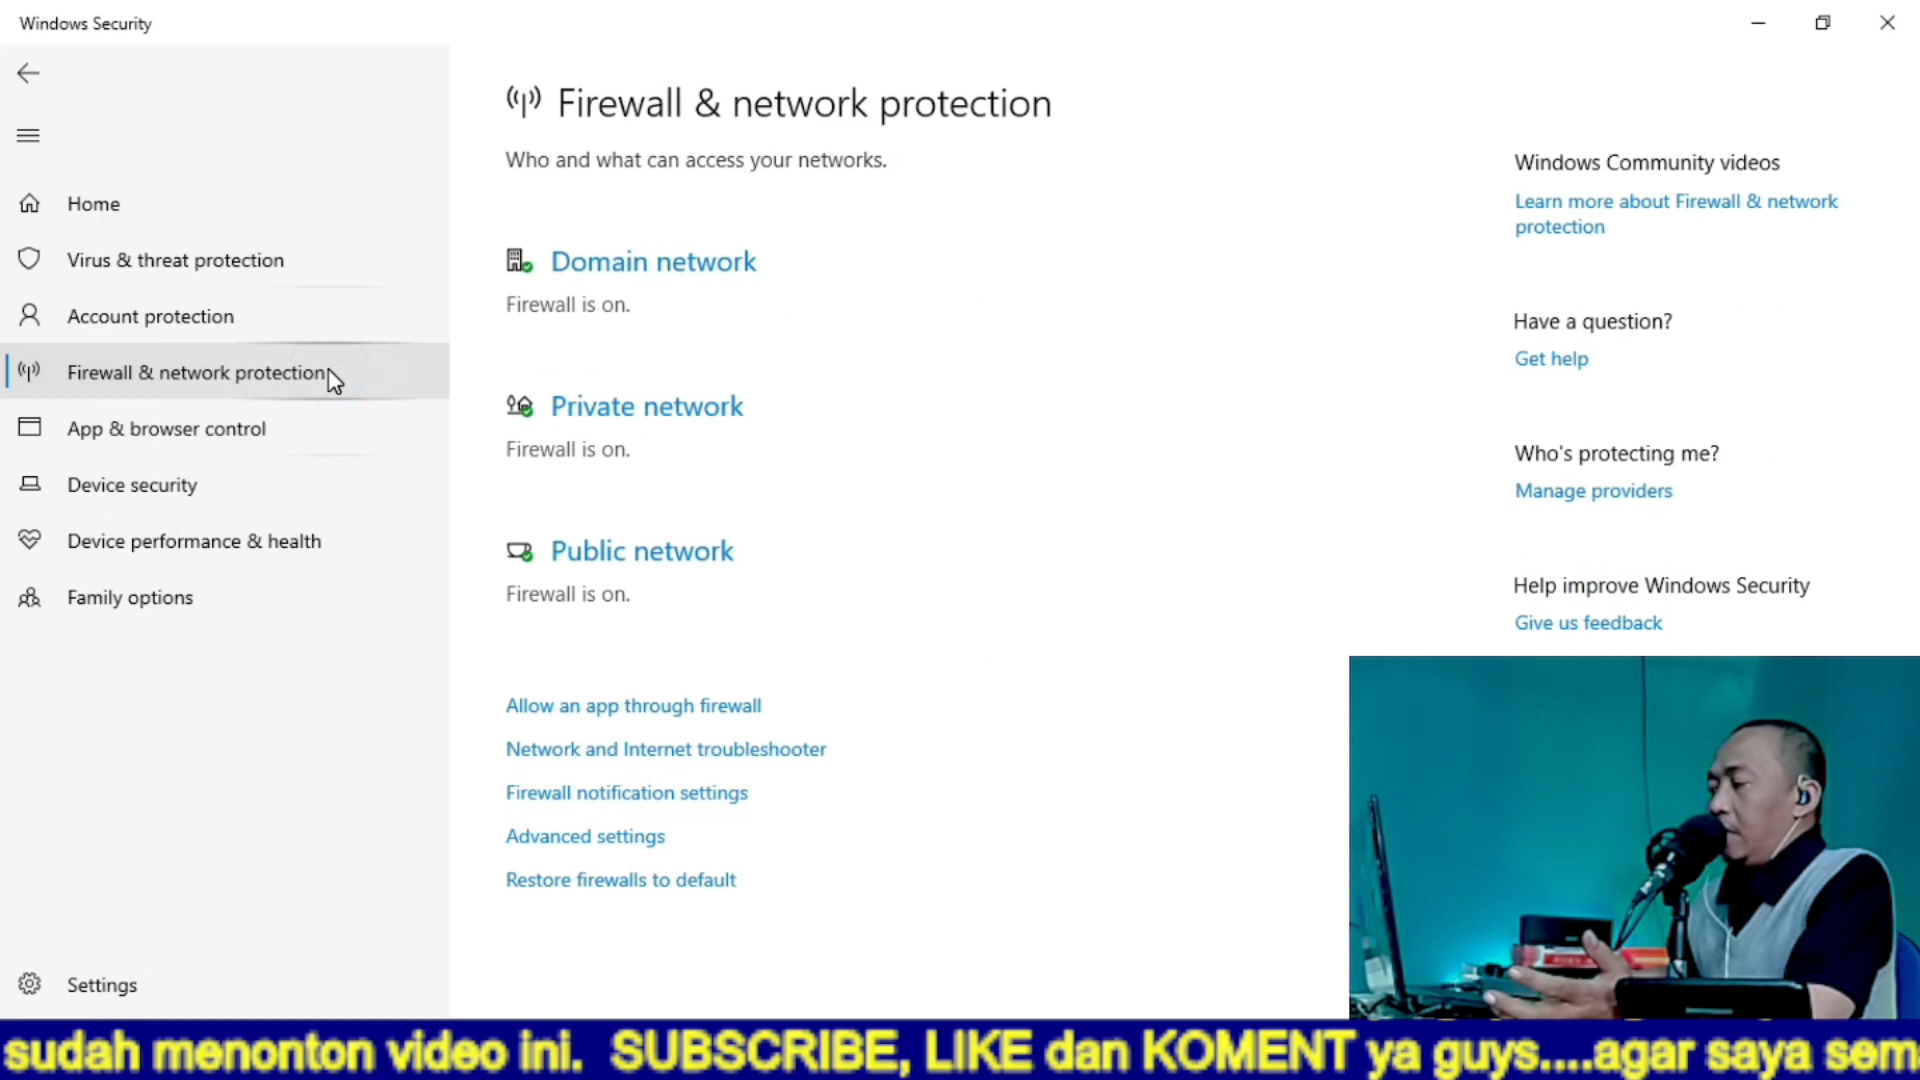 Windows Security
Firewall & network protection
Who and what can access your networks.
Home
Virus & threat protection
Account protection
Firewall & network protection
App & browser control
Device security
Device performance & health
Family options
Settings
Domain network
Firewall is on.
Private network
Firewall is on.
Public network
Firewall is on.
Allow an app through firewall
Network and Internet troubleshooter
Firewall notification settings
Advanced settings
Restore firewalls to default
Windows Community videos
Learn more about Firewall & network
protection
Have a question?
Get help
Who's protecting me?
Manage providers
Help improve Windows Security
Give us feedback
sudah menonton video ini. SUBSCRIBE, LIKE dan KOMENT ya guys....agar saya sem